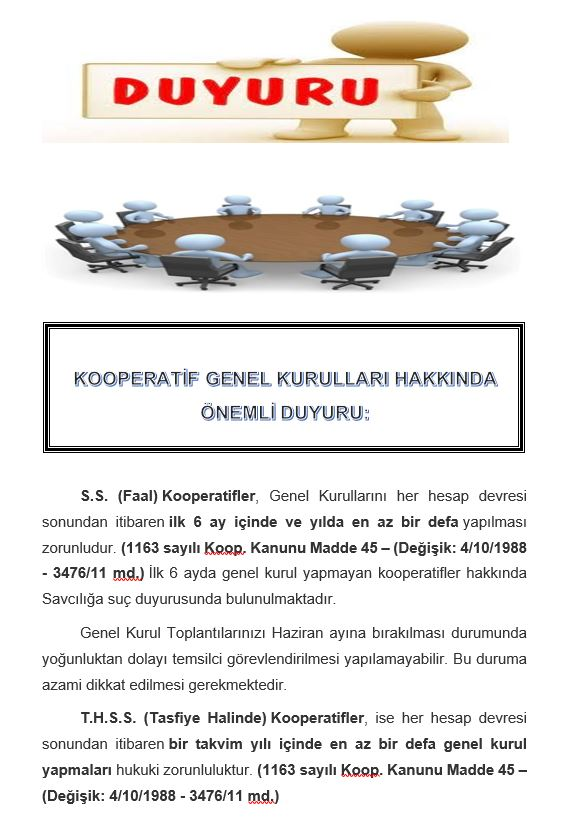 DUYURU
KOOPERATİF GENEL KURULLARI HAKKINDA
ÖNEMLİ DUYURU:
S.S. (Faal) Kooperatifler, Genel Kurullarını her hesap devresi
sonundan itibaren ilk 6 ay içinde ve yılda en az bir defa yapılması
zorunludur. (1163 sayılı Koop. Kanunu Madde 45 – (Değişik: 4/10/1988
- 3476/11 md.) İlk 6 ayda genel kurul yapmayan kooperatifler hakkında
Savcılığa suç duyurusunda bulunulmaktadır.
Genel Kurul Toplantılarınızı Haziran ayına bırakılması durumunda
yoğunluktan dolayı temsilci görevlendirilmesi yapılamayabilir. Bu duruma
azami dikkat edilmesi gerekmektedir.
T.H.S.S. (Tasfiye Halinde) Kooperatifler, ise her hesap devresi
sonundan itibaren bir takvim yılı içinde en az bir defa genel kurul
yapmaları hukuki zorunluluktur. (1163 sayılı Koop. Kanunu Madde 45 –
(Değişik: 4/10/1988 - 3476/11 md.)